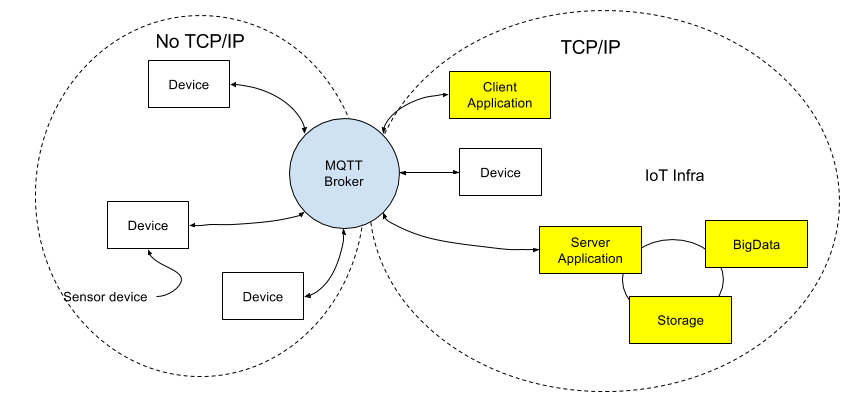 No TCP/IP
TCP/IP
Device
Client
Application
MQTT
Broker
Device
IoT Infra
Device
Server
Application
BigData
Sensor device
Device
Storage